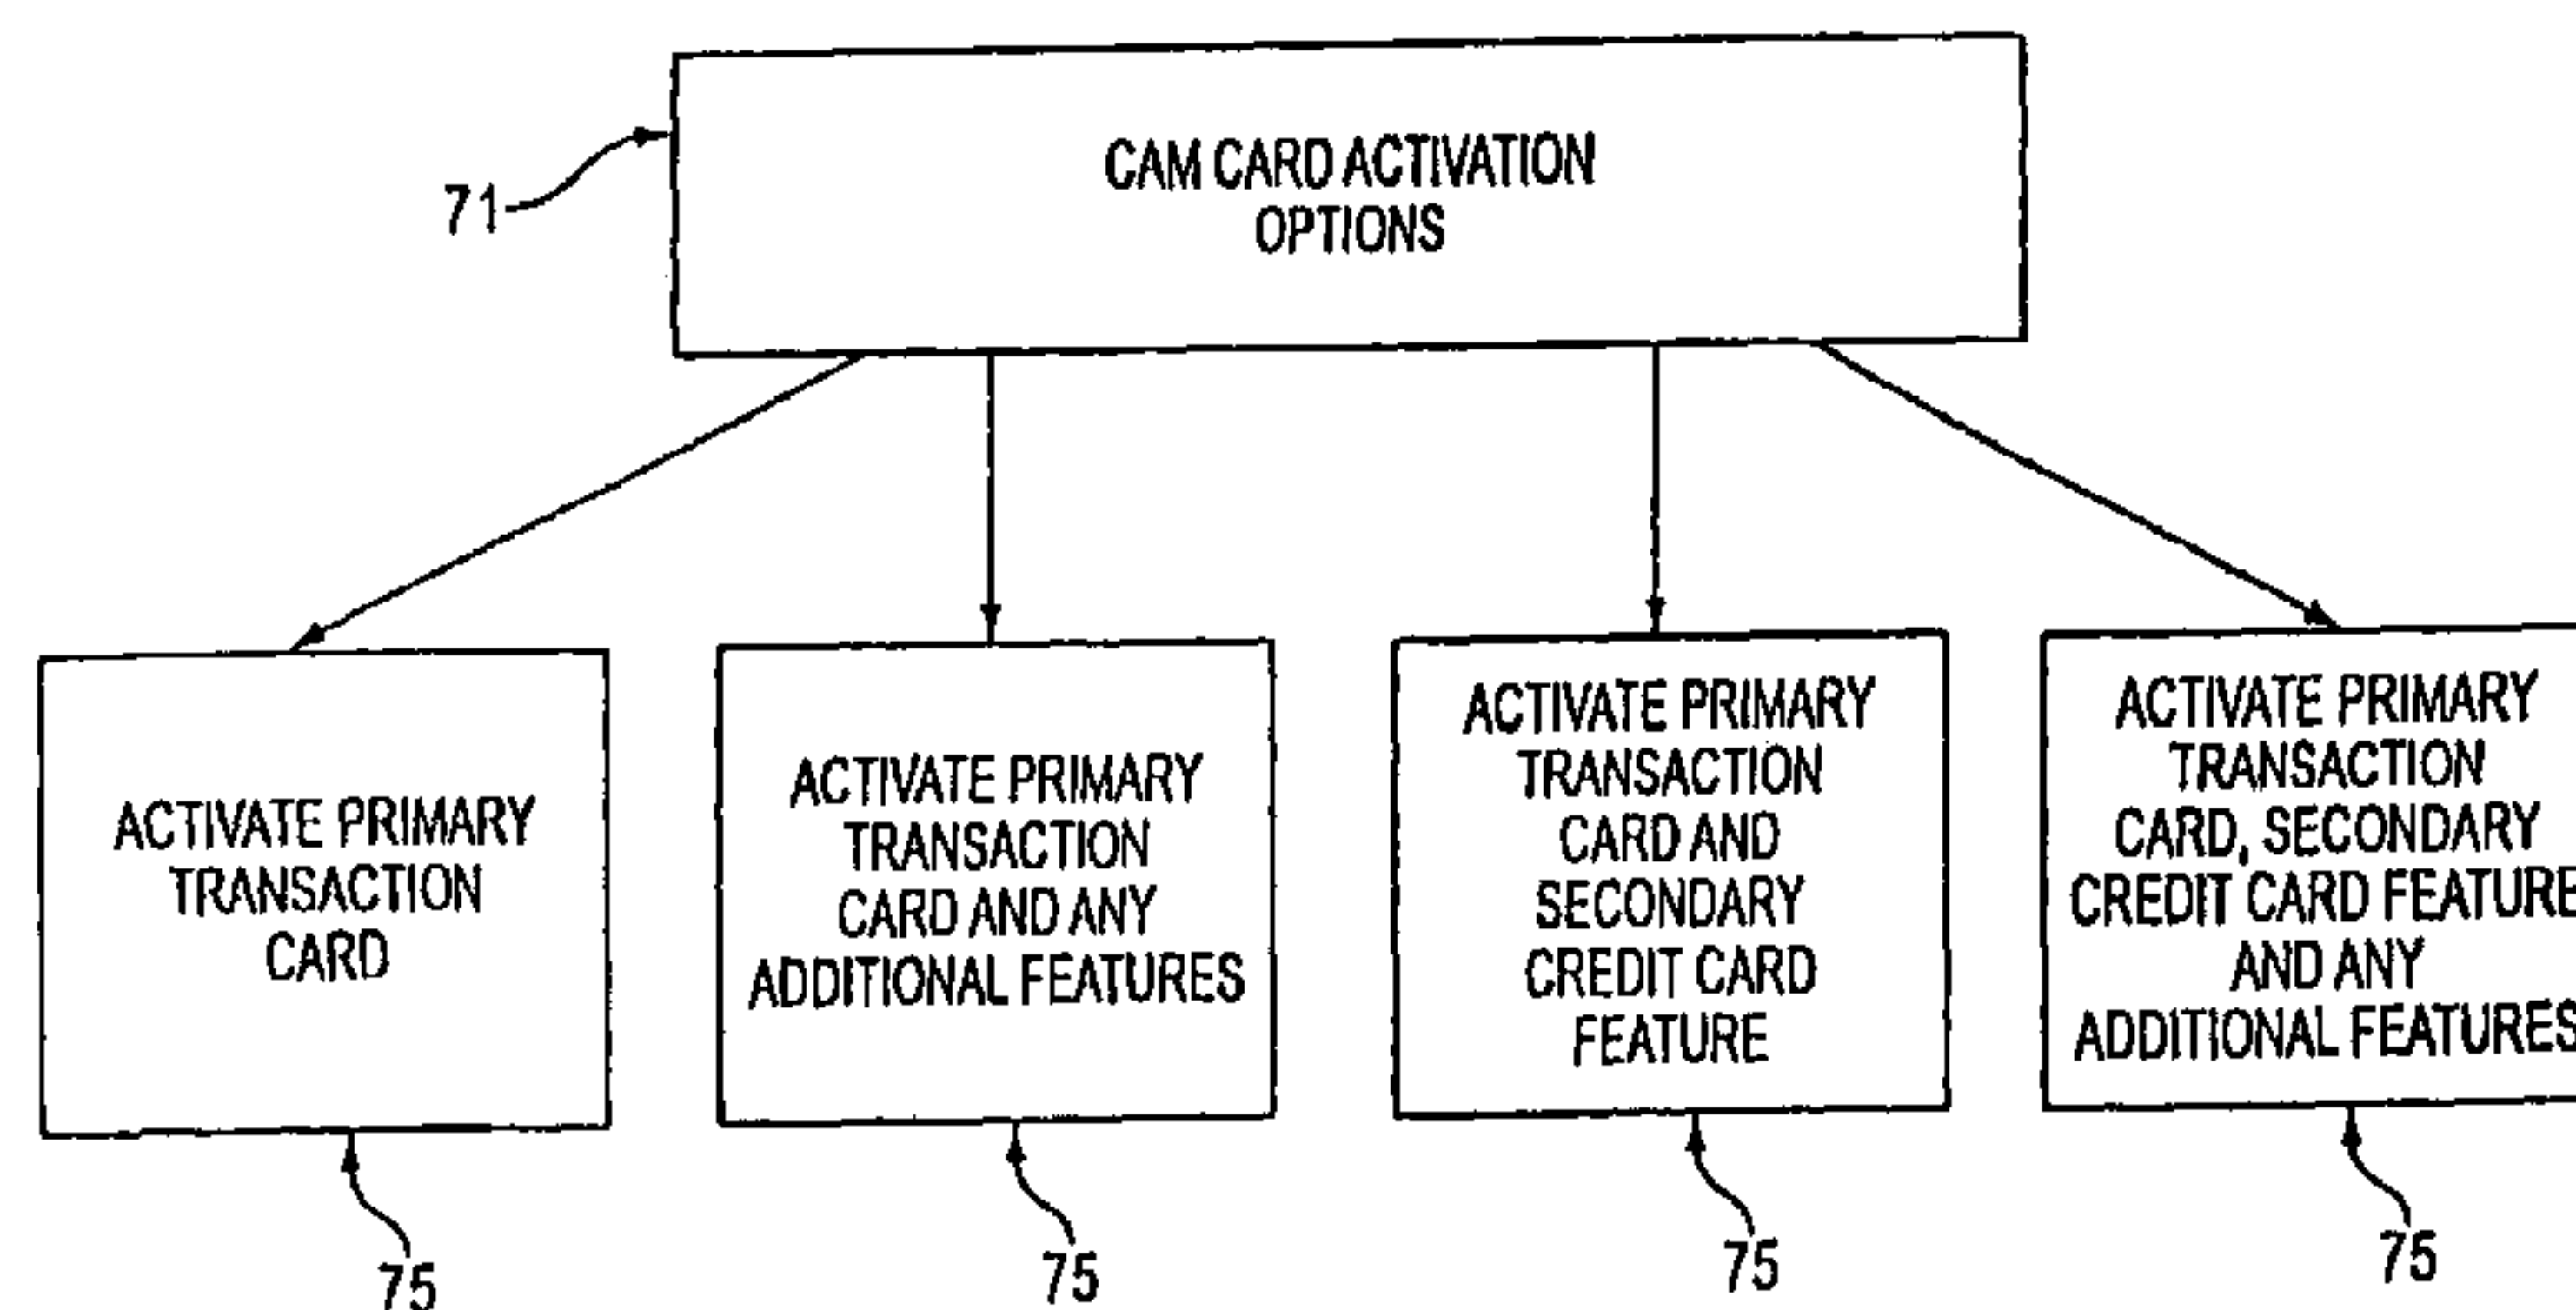 CAM CARD ACTIVATION
OPTIONS
71
ACTIVATE PRIMARY
TRANSACTION
CARD
75
ACTIVATE PRIMARY
TRANSACTION
CARD AND ANY
ADDITIONAL FEATURES
75
ACTIVATE PRIMARY
TRANSACTION
CARD AND
SECONDARY
CREDIT CARD
FEATURE
75
ACTIVATE PRIMARY
TRANSACTION
CARD, SECONDARY
CREDIT CARD FEATURE
AND ANY
ADDITIONAL FEATURES
75